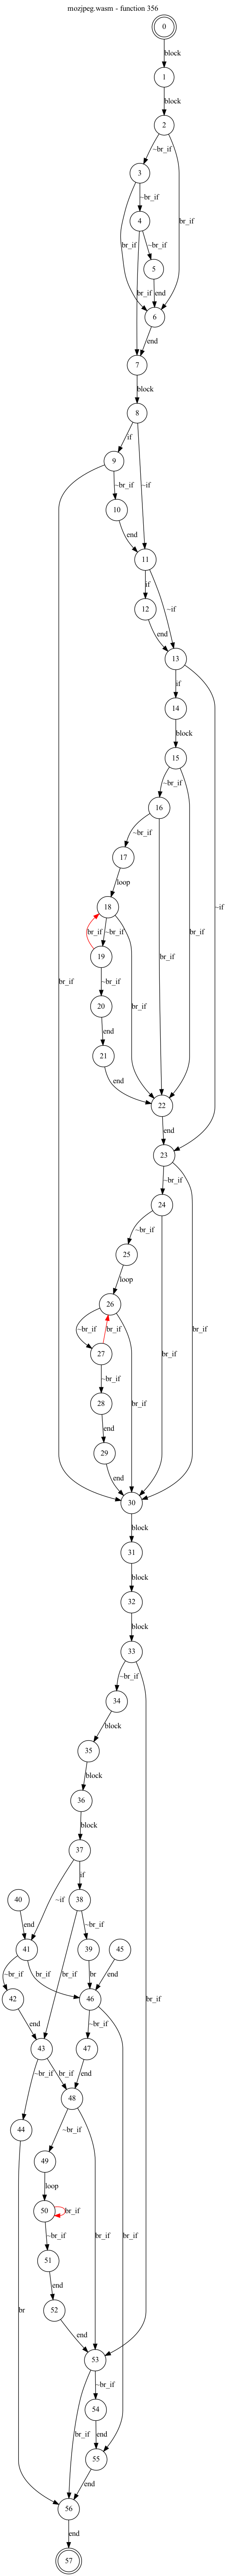 mozjpeg.wasm - function 356
0
block
1
block
2
~br_if
3
br_if
~br_if
4
br_if
~br_if
5
br_if
end
6
end
7
block
8
if
9
~if
~br_if
10
end
11
if
12
~if
end
13
if
14
~if
block
15
~br_if
16
br_if
~br_if
17
br_if
loop
18
br_if
~br_if
19
br_if
~br_if
20
end
21
end
22
end
23
~br_if
24
br_if
~br_if
25
br_if
loop
26
~br_if
br_if
27
br_if
~br_if
28
end
29
br_if
end
30
block
31
block
32
block
33
~br_if
34
br_if
block
35
block
36
block
37
if
38
~if
40
end
~br_if
39
45
41
br_if
br
end
~br_if
br_if
42
46
end
~br_if
43
47
~br_if
br_if
end
44
48
~br_if
49
loop
50
br_if
~br_if
51
end
52
br_if
br_if
br
end
53
~br_if
54
br_if
end
55
end
56
end
57